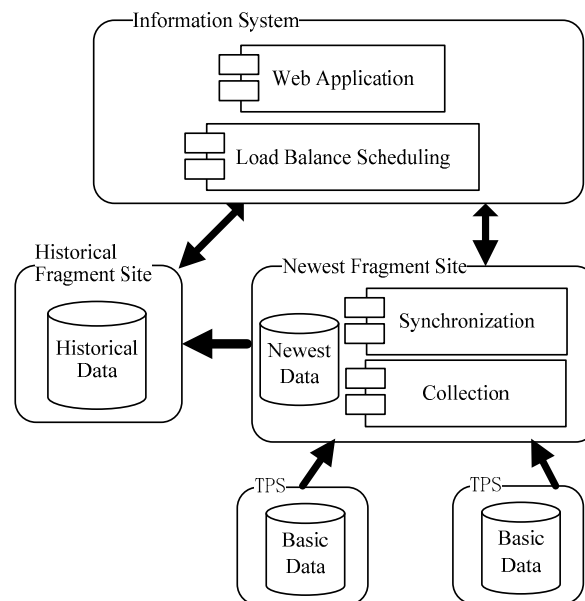 Information System
Web Application
Load Balance Scheduling
Historical
Fragment Site
Historical
Data
Newest Fragment Site
Newest
Data
Synchronization
Collection
TPS
Basic
Data
TPS
Basic
Data